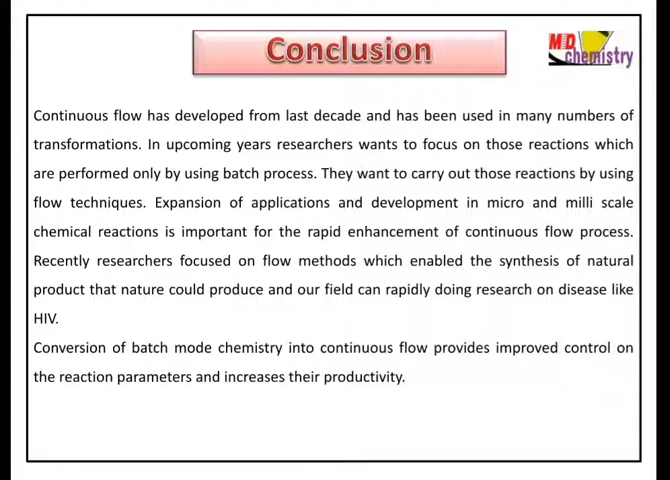 Conclusion
MD chemistry
Continuous flow has developed from last decade and has been used in many numbers of
transformations. In upcoming years researchers wants to focus on those reactions which
are performed only by using batch process. They want to carry out those reactions by using
flow techniques. Expansion of applications and development in micro and milli scale
chemical reactions is important for the rapid enhancement of continuous flow process.
Recently researchers focused on flow methods which enabled the synthesis of natural
product that nature could produce and our field can rapidly doing research on disease like
HIV.
Conversion of batch mode chemistry into continuous flow provides improved control on
the reaction parameters and increases their productivity.